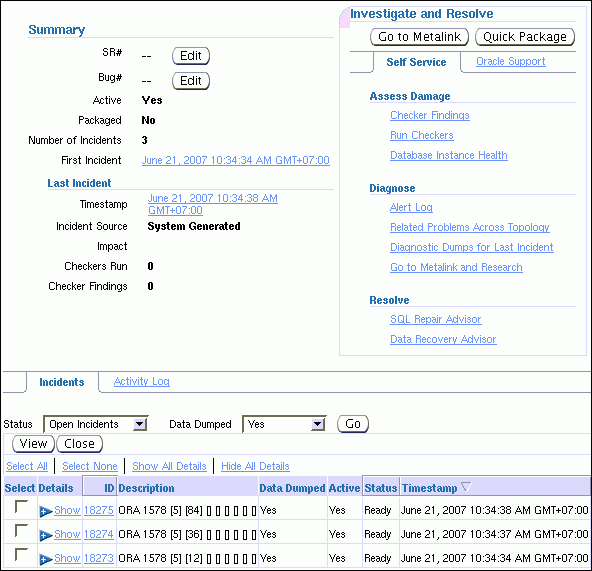 Summary
SR# -- Edit
Bug# -- Edit
Active Yes
Packaged No
Number of Incidents 3
First Incident June 21, 2007 10:34:34 AM GMT+07:00
Last Incident
Timestamp June 21, 2007 10:34:38 AM
GMT+07:00
Incident Source System Generated
Impact
Checkers Run 0
Checker Findings 0
Investigate and Resolve
Go to Metalink Quick Package
Self Service Oracle Support
Assess Damage
Checker Findings
Run Checkers
Database Instance Health
Diagnose
Alert Log
Related Problems Across Topology
Diagnostic Dumps for Last Incident
Go to Metalink and Research
Resolve
SQL Repair Advisor
Data Recovery Advisor
Incidents Activity Log
Status Open Incidents Data Dumped Yes Go
View Close
Select All | Select None | Show All Details | Hide All Details
Select Details ID Description Data Dumped Active Status Timestamp
Show 18275 ORA 1578 [5] [84] [] [] [] [] [] Yes Yes Ready June 21, 2007 10:34:38 AM GMT+07:00
Show 18274 ORA 1578 [5] [36] [] [] [] [] [] Yes Yes Ready June 21, 2007 10:34:37 AM GMT+07:00
Show 18273 ORA 1578 [5] [12] [] [] [] [] [] Yes Yes Ready June 21, 2007 10:34:34 AM GMT+07:00